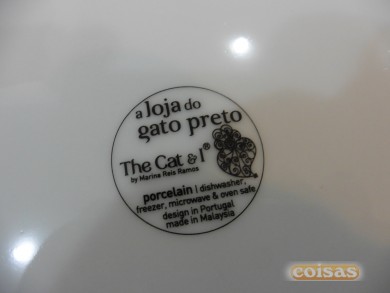 a loja do
gato preto
The Cat & I®
by Marina Reis Ramos
porcelain | dishwasher,
freezer, microwave & oven safe
design in Portugal
made in Malaysia
coisas